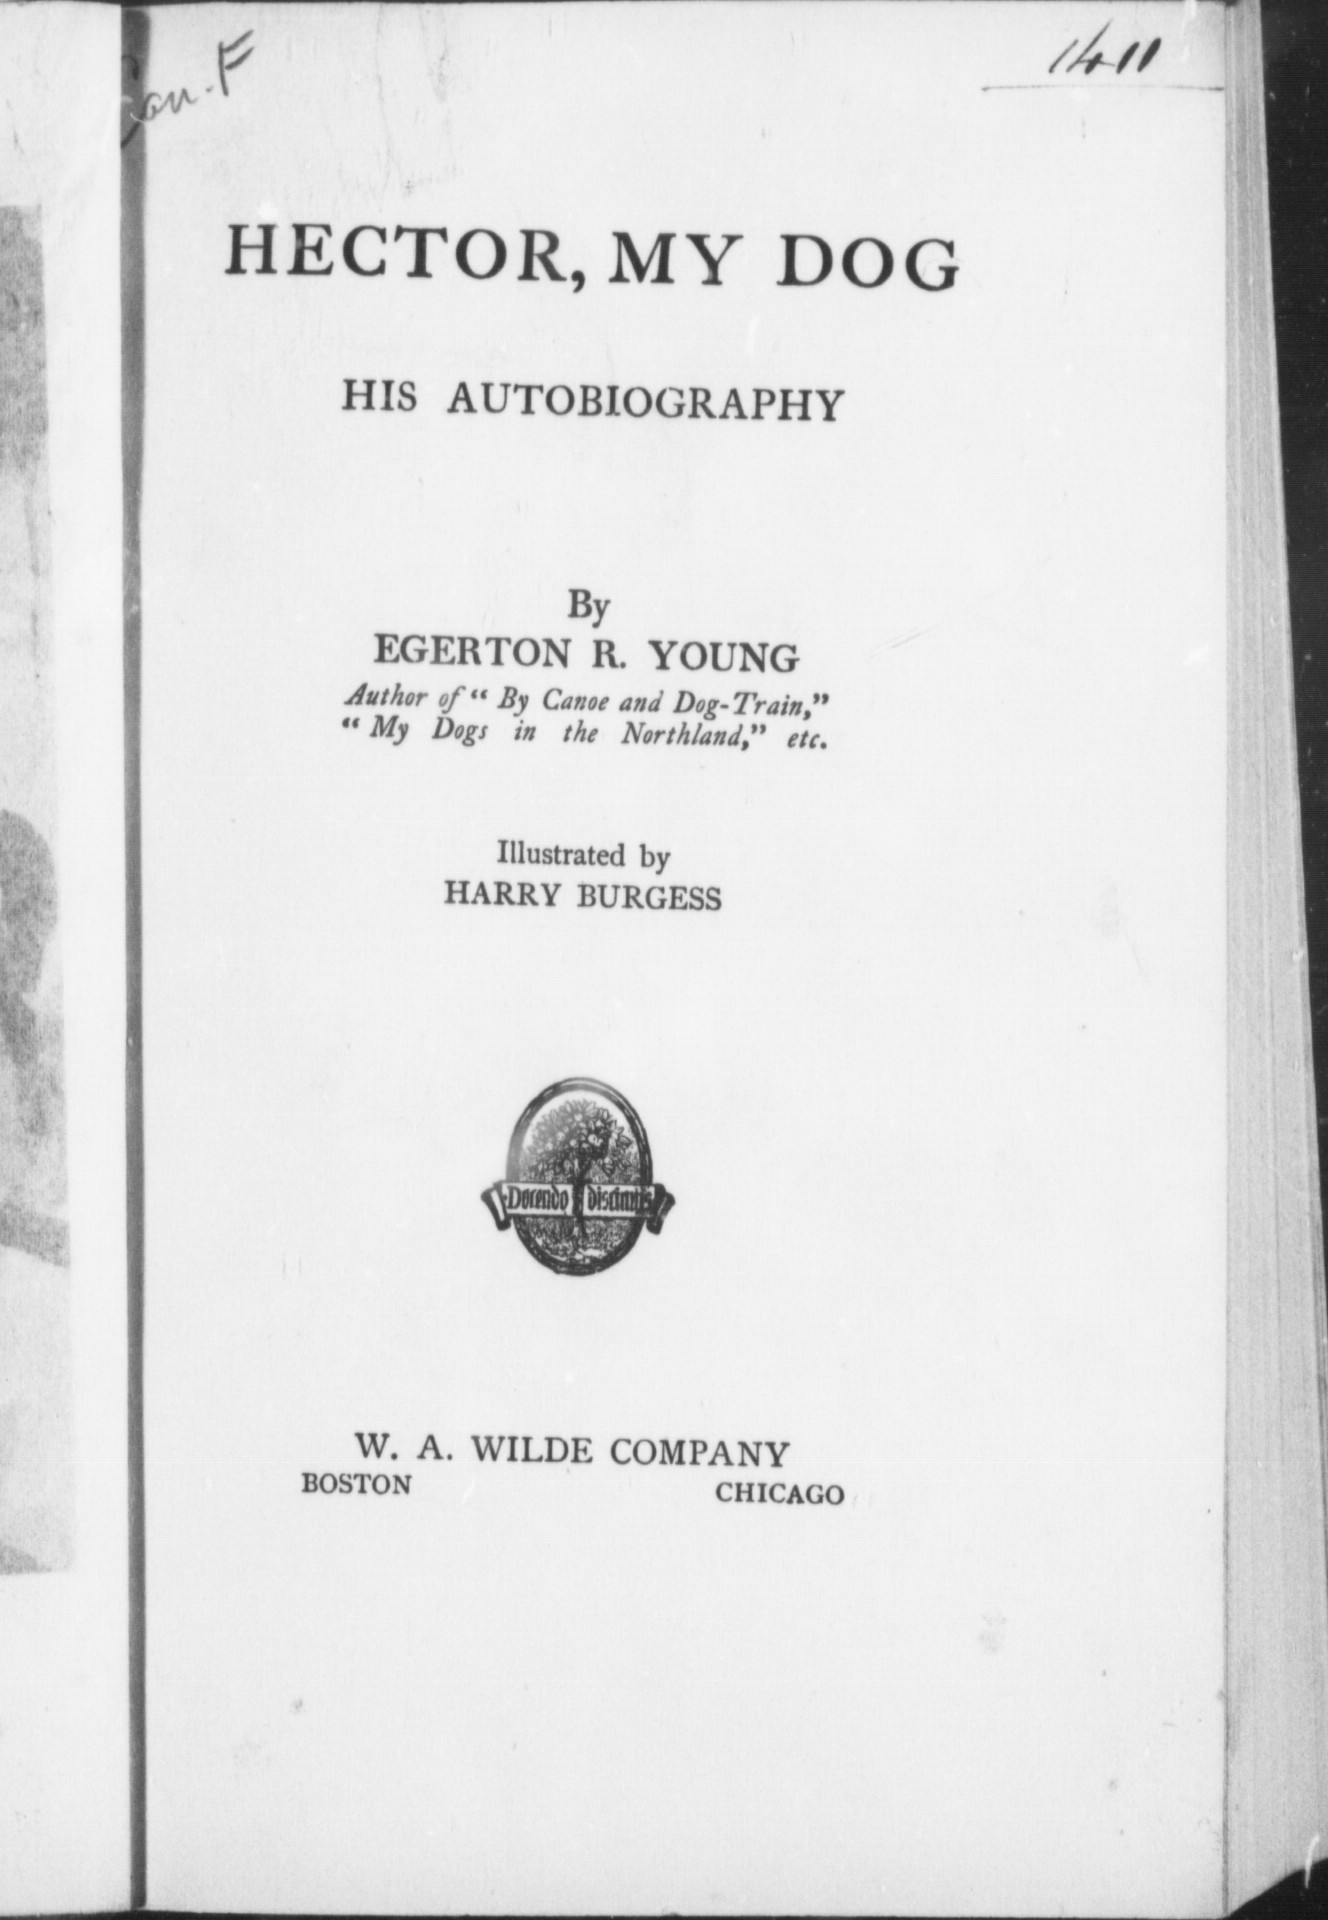 Can. F
1411
HECTOR, MY DOG
HIS AUTOBIOGRAPHY
By
EGERTON R. YOUNG
Author of “ By Canoe and Dog-Train,”
“ My Dogs in the Northland,” etc.
Illustrated by
HARRY BURGESS
Docendo discimus
W. A. WILDE COMPANY
BOSTON CHICAGO